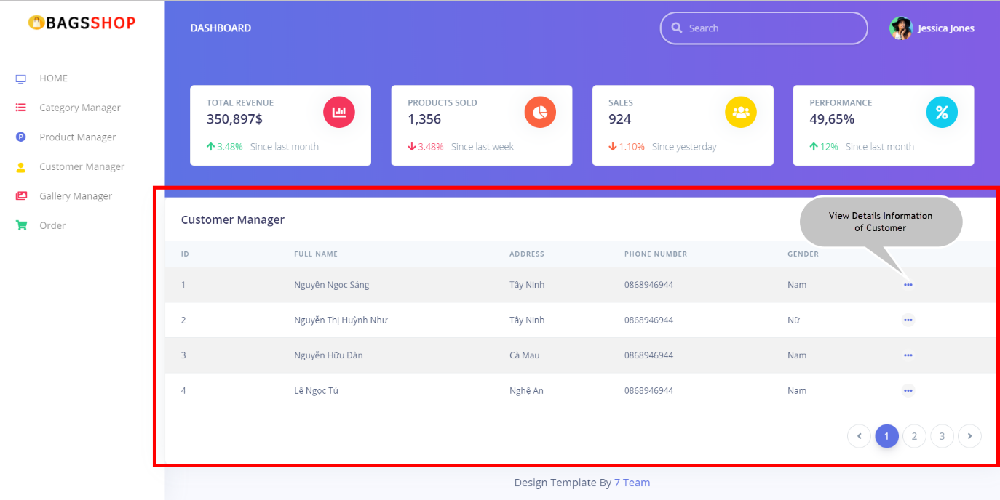 BAGSSHOP
DASHBOARD
Search
Jessica Jones
HOME
Category Manager
Product Manager
Customer Manager
Gallery Manager
Order
TOTAL REVENUE
350,897$
3.48% Since last month
PRODUCTS SOLD
1,356
3.48% Since last week
SALES
924
1.10% Since yesterday
PERFORMANCE
49,65%
12% Since last month
Customer Manager
View Details Information
of Customer
ID FULL NAME ADDRESS PHONE NUMBER GENDER
1 Nguyễn Ngọc Sáng Tây Ninh 0868946944 Nam
2 Nguyễn Thị Huỳnh Như Tây Ninh 0868946944 Nữ
3 Nguyễn Hữu Đàn Cà Mau 0868946944 Nam
4 Lê Ngọc Tú Nghệ An 0868946944 Nam
1 2 3
Design Template By 7 Team